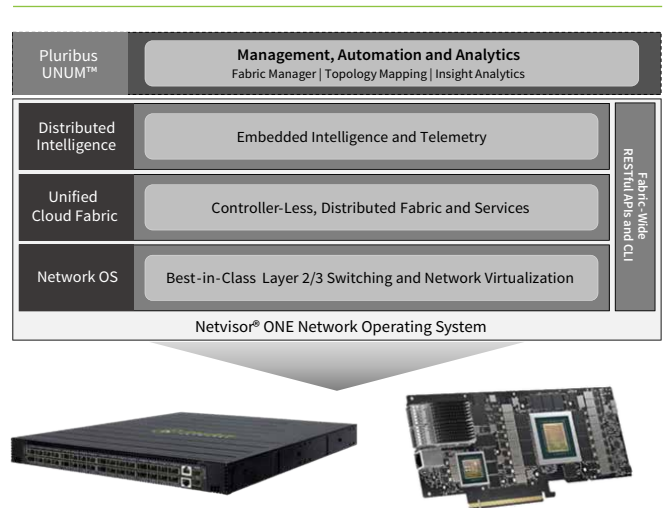 Pluribus
UNUM™
Management, Automation and Analytics
Fabric Manager | Topology Mapping | Insight Analytics
Distributed
Intelligence
Embedded Intelligence and Telemetry
Unified
Cloud Fabric
Controller-Less, Distributed Fabric and Services
Network OS
Best-in-Class Layer 2/3 Switching and Network Virtualization
Fabric-Wide
RESTful APIs and CLI
Netvisor® ONE Network Operating System